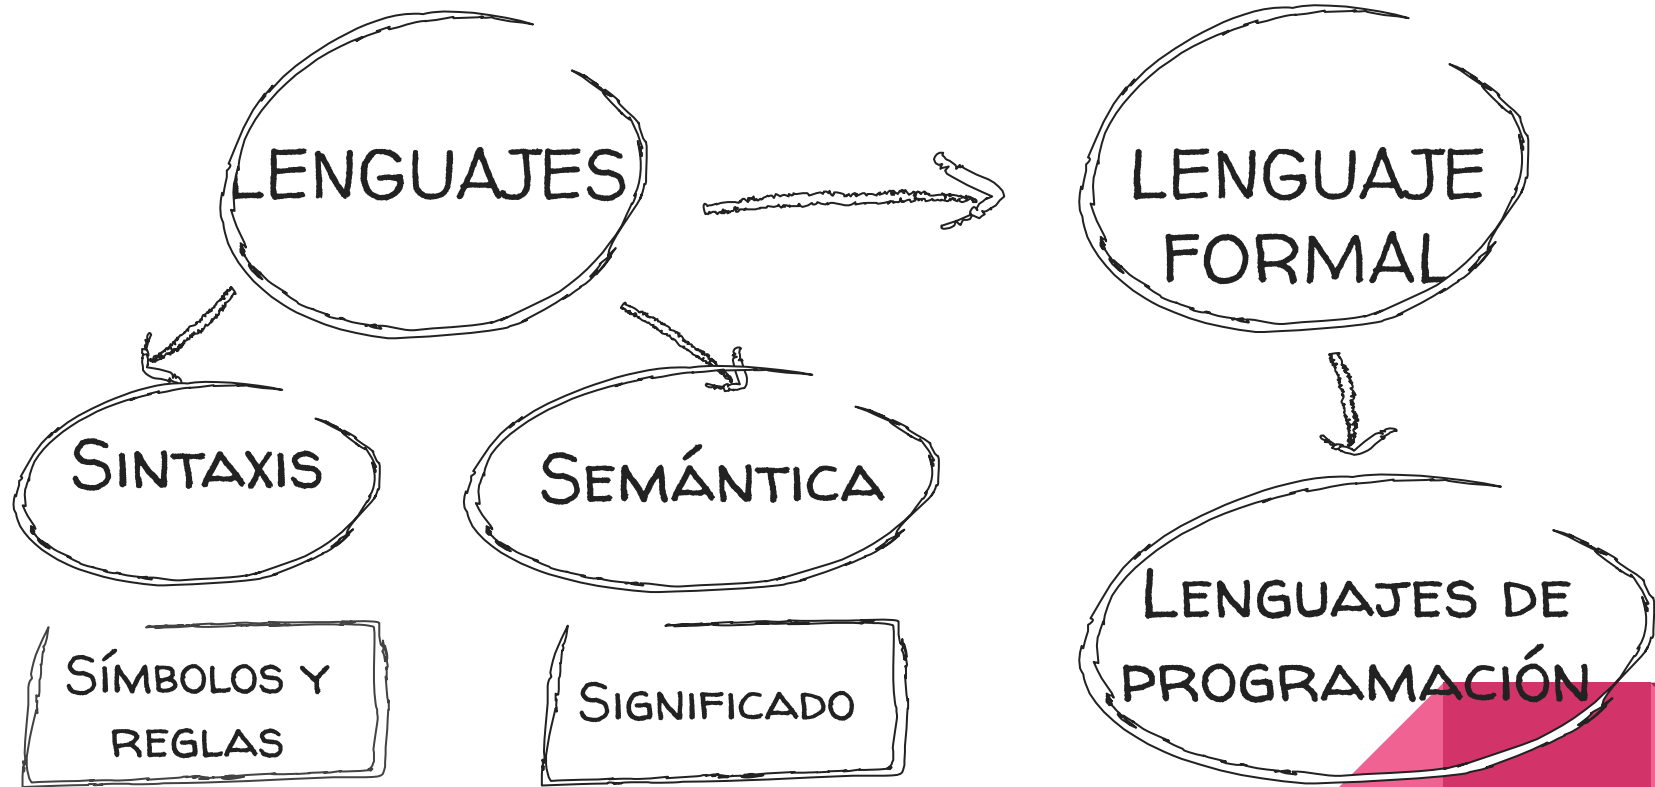 LENGUAJES
LENGUAJE
FORMAL
SINTAXIS
SEMÁNTICA
LENGUAJES DE
PROGRAMACIÓN
SÍMBOLOS Y
REGLAS
SIGNIFICADO